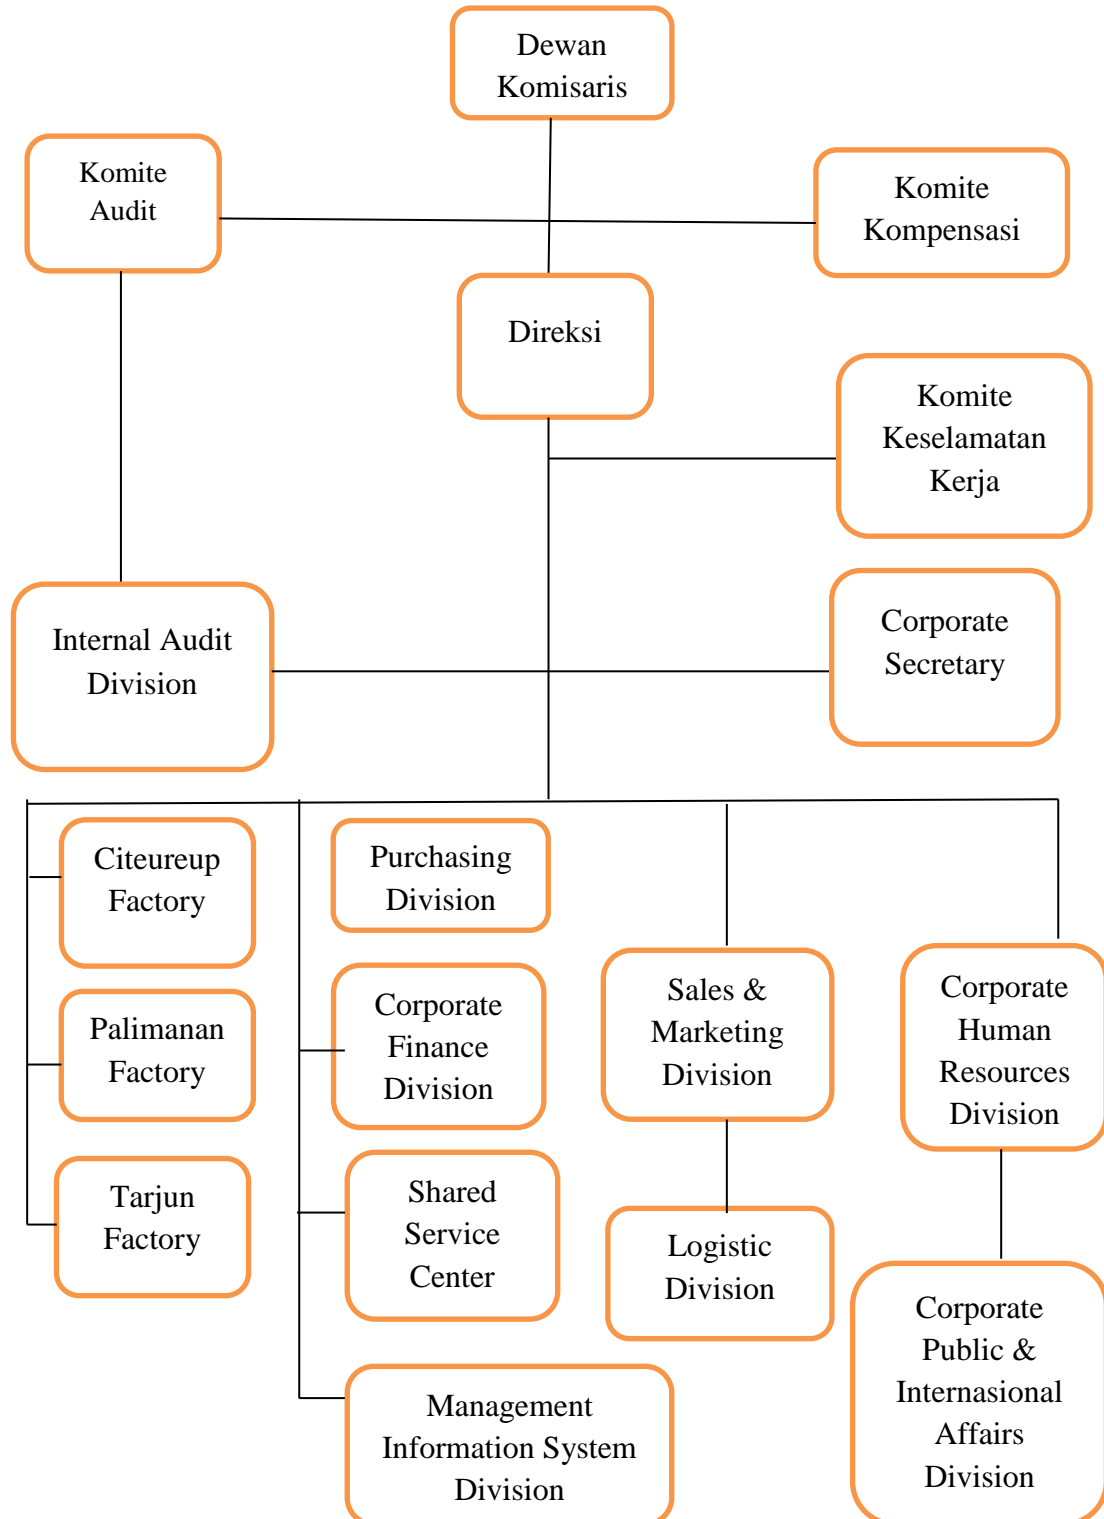 Dewan
Komisaris
Komite
Audit
Komite
Kompensasi
Direksi
Komite
Keselamatan
Kerja
Internal Audit
Division
Corporate
Secretary
Citeureup
Factory
Purchasing
Division
Palimanan
Factory
Corporate
Finance
Division
Sales &
Marketing
Division
Corporate
Human
Resources
Division
Tarjun
Factory
Shared
Service
Center
Logistic
Division
Management
Information System
Division
Corporate
Public &
Internasional
Affairs
Division